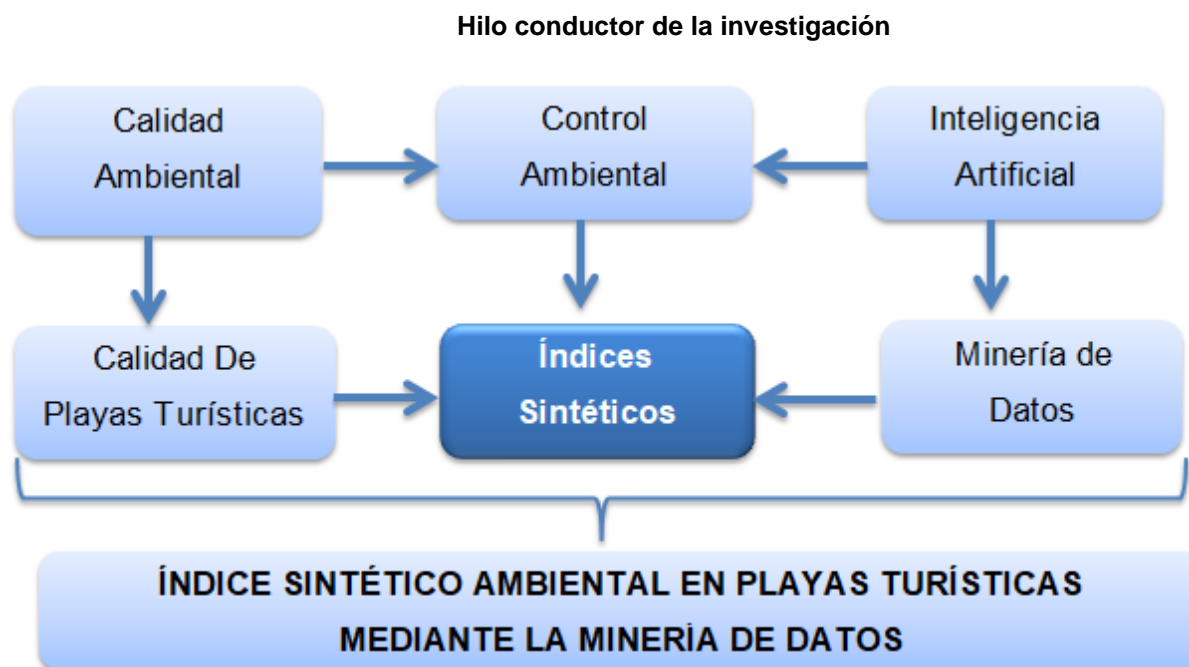 Hilo conductor de la investigación
Calidad
Ambiental
Control
Ambiental
Inteligencia
Artificial
Calidad De
Playas Turísticas
Índices
Sintéticos
Minería de
Datos
ÍNDICE SINTÉTICO AMBIENTAL EN PLAYAS TURÍSTICAS
MEDIANTE LA MINERÍA DE DATOS